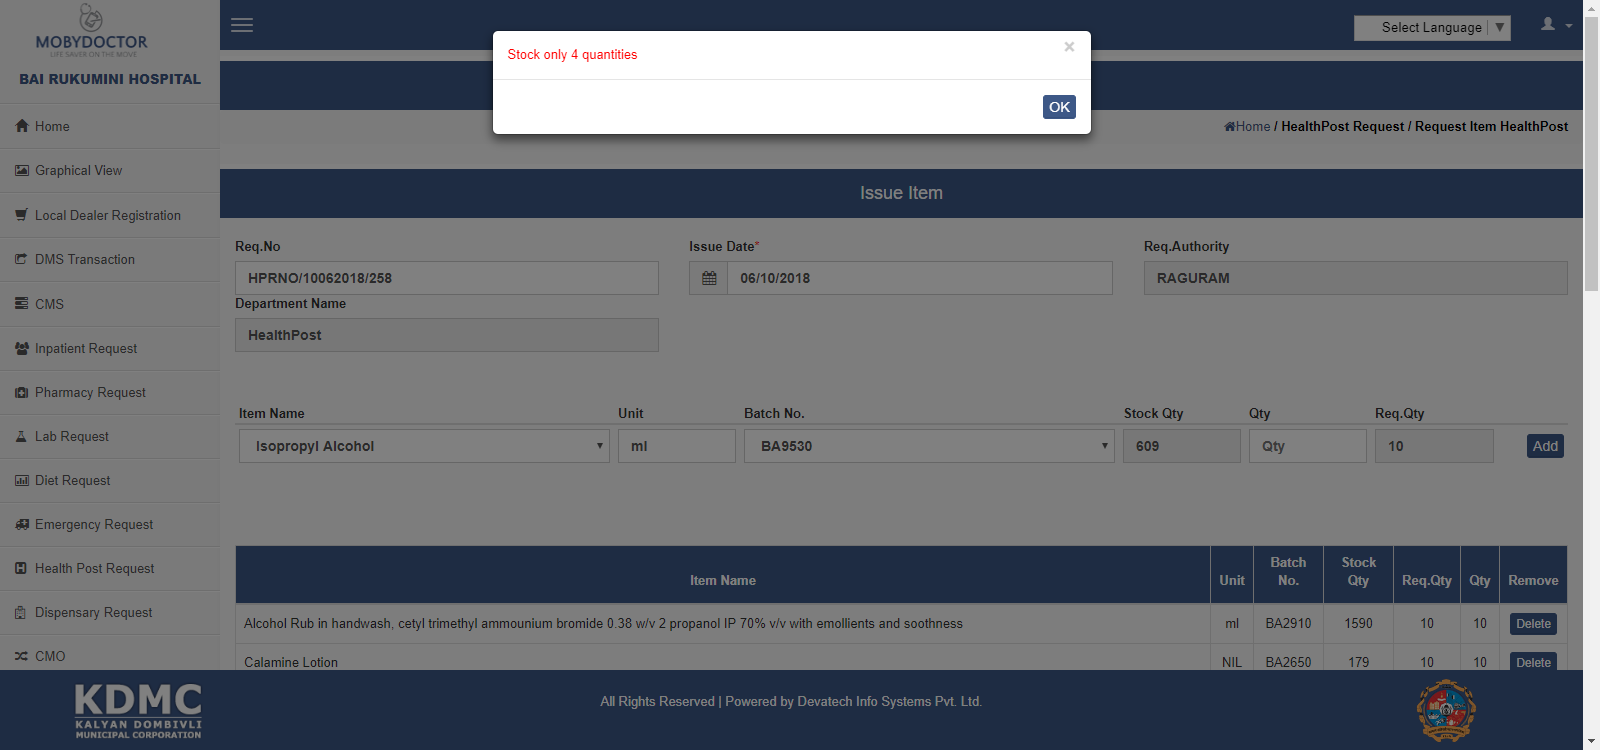 MOBYDOCTOR
LIFE SAVER ON THE MOVE
BAI RUKUMINI HOSPITAL
Home
Graphical View
Local Dealer Registration
DMS Transaction
CMS
Inpatient Request
Pharmacy Request
Lab Request
Diet Request
Emergency Request
Health Post Request
Dispensary Request
CMO
Select Language ▼
Stock only 4 quantities
×
OK
Home / HealthPost Request / Request Item HealthPost
Issue Item
Req.No
Issue Date*
Req.Authority
HPRNO/10062018/258
06/10/2018
RAGURAM
Department Name
HealthPost
Item Name Unit Batch No. Stock Qty Qty Req.Qty
Isopropyl Alcohol ml BA9530 609 Qty 10 Add
Item Name Unit Batch No. Stock Qty Req.Qty Qty Remove
Alcohol Rub in handwash, cetyl trimethyl ammounium bromide 0.38 w/v 2 propanol IP 70% v/v with emollients and soothness ml BA2910 1590 10 10 Delete
Calamine Lotion NIL BA2650 179 10 10 Delete
KDMC
KALYAN DOMBIVLI
MUNICIPAL CORPORATION
All Rights Reserved | Powered by Devatech Info Systems Pvt. Ltd.